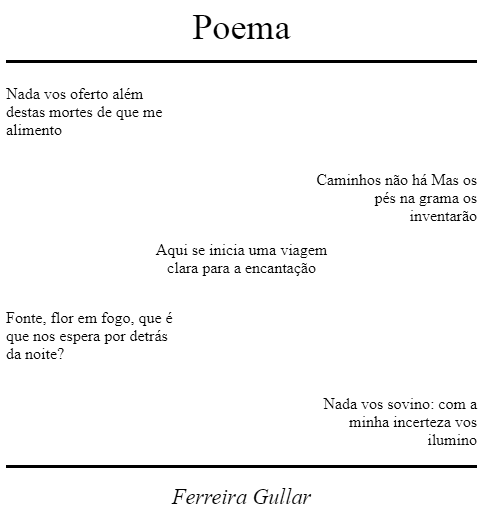 Poema
Nada vos oferto além
destas mortes de que me
alimento
Caminhos não há Mas os
pés na grama os
inventarão
Aqui se inicia uma viagem
clara para a encantação
Fonte, flor em fogo, que é
que nos espera por detrás
da noite?
Nada vos sovino: com a
minha incerteza vos
ilumino
Ferreira Gullar